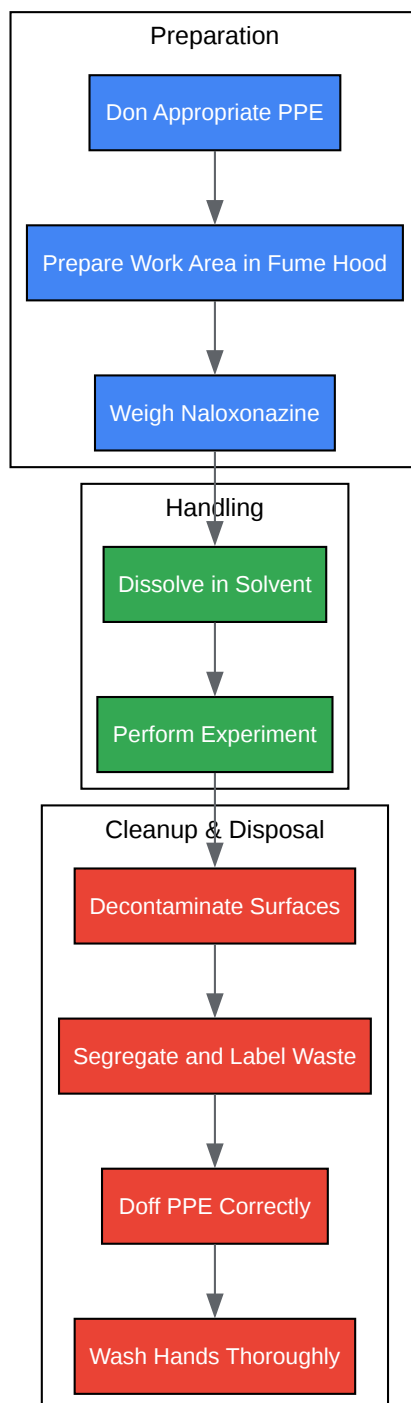 Preparation
Don Appropriate PPE
Prepare Work Area in Fume Hood
Weigh Naloxonazine
Handling
Dissolve in Solvent
Perform Experiment
Cleanup & Disposal
Decontaminate Surfaces
Segregate and Label Waste
Doff PPE Correctly
Wash Hands Thoroughly